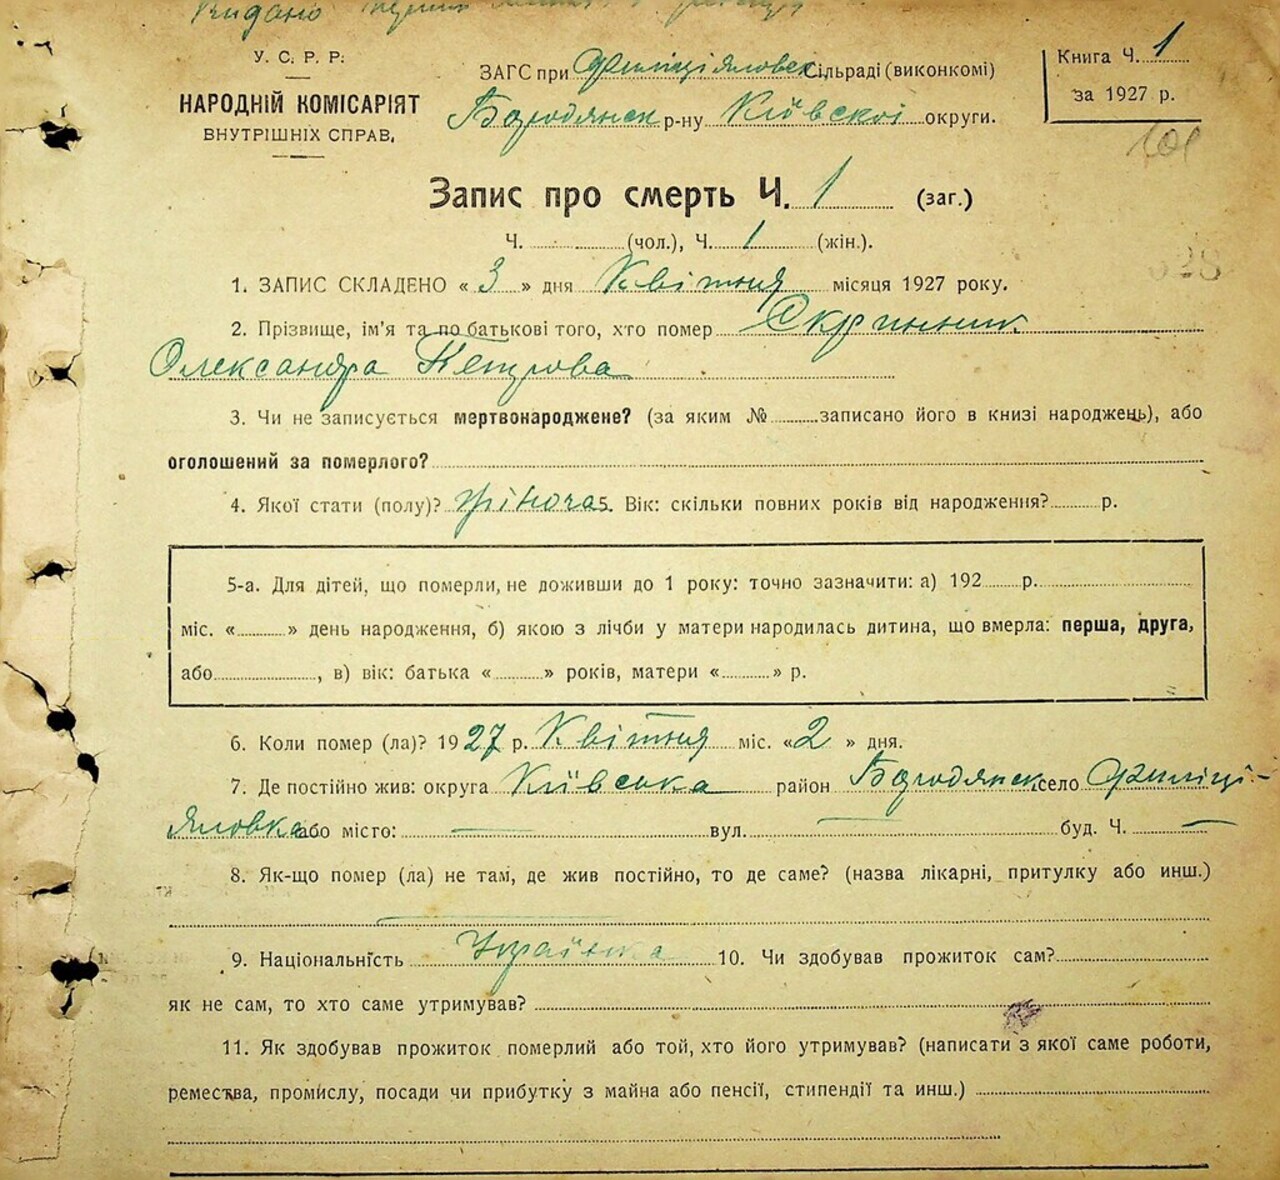 Видано
У. С. Р. Р.
НАРОДНІЙ КОМІСАРІЯТ
ВНУТРІШНІХ СПРАВ.
ЗАГС при Філіції Яловск Сільраді (виконкомі)
Бородянск р-ну Київскої округи.
Книга Ч. 1
за 1927 р.
101
328
Запис про смерть Ч. 1 (заг.)
Ч. (чол.), Ч. 1 (жін.).
1. ЗАПИС СКЛАДЕНО « 3 » дня Квітня місяця 1927 року.
2. Прізвище, ім'я та по батькові того, хто помер Скринник
Олександра Петрова
3. Чи не записується мертвонароджене? (за яким № записано його в книзі народжень), або
оголошений за померлого?
4. Якої стати (полу)? жіноча 5. Вік: скільки повних років від народження? р.
5-а. Для дітей, що померли, не доживши до 1 року: точно зазначити: а) 192 р.
міс. « » день народження, б) якою з лічби у матери народилась дитина, що вмерла: перша, друга,
або , в) вік: батька « » років, матери « » р.
6. Коли помер (ла)? 1927 р. Квітня міс. «2 » дня.
7. Де постійно жив: округа Київська район Бородянск село Філіці-
Яловка або місто: — вул. — буд. Ч. —
8. Як-що помер (ла) не там, де жив постійно, то де саме? (назва лікарні, притулку або инш.)
9. Національність Українка 10. Чи здобував прожиток сам?
як не сам, то хто саме утримував?
11. Як здобував прожиток померлий або той, хто його утримував? (написати з якої саме роботи,
ремества, промислу, посади чи прибутку з майна або пенсії, стипендії та инш.)